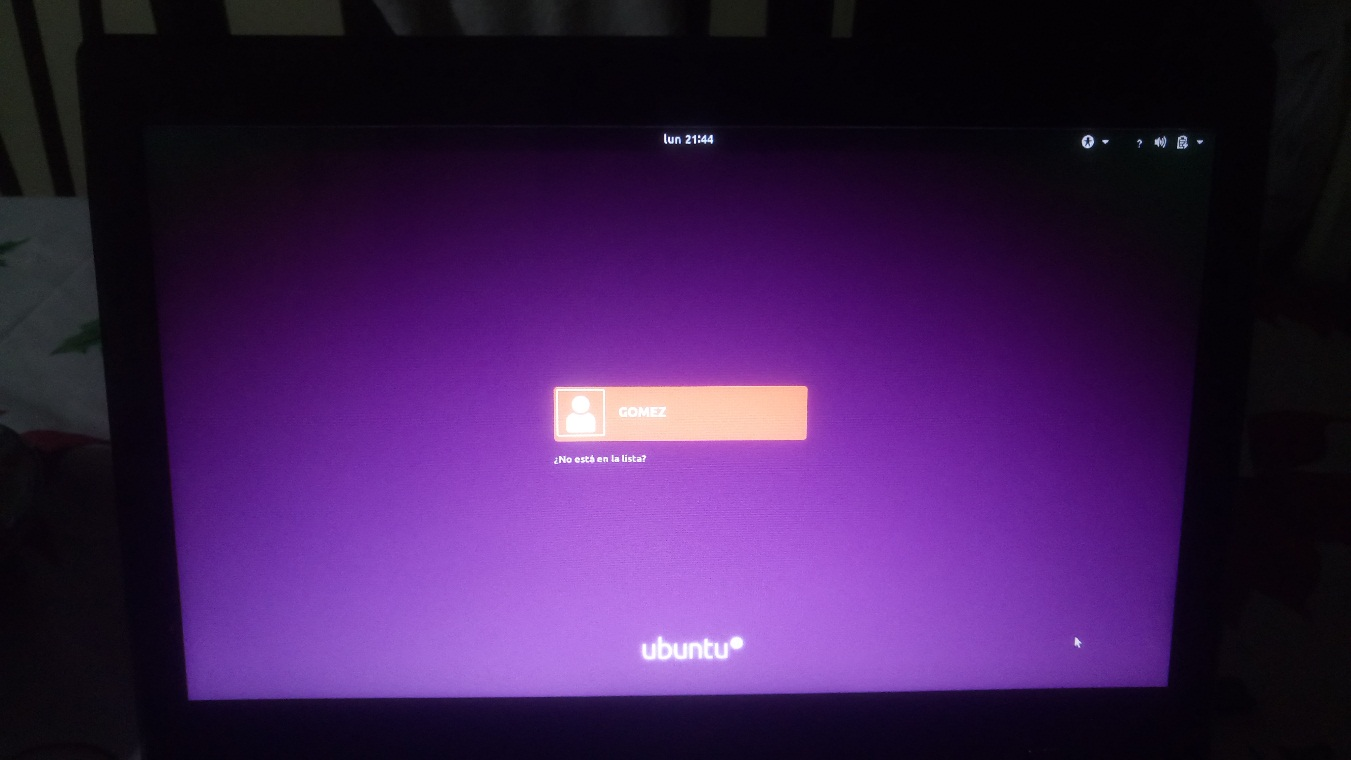 lun 21:44
?
GOMEZ
¿No está en la lista?
ubuntu